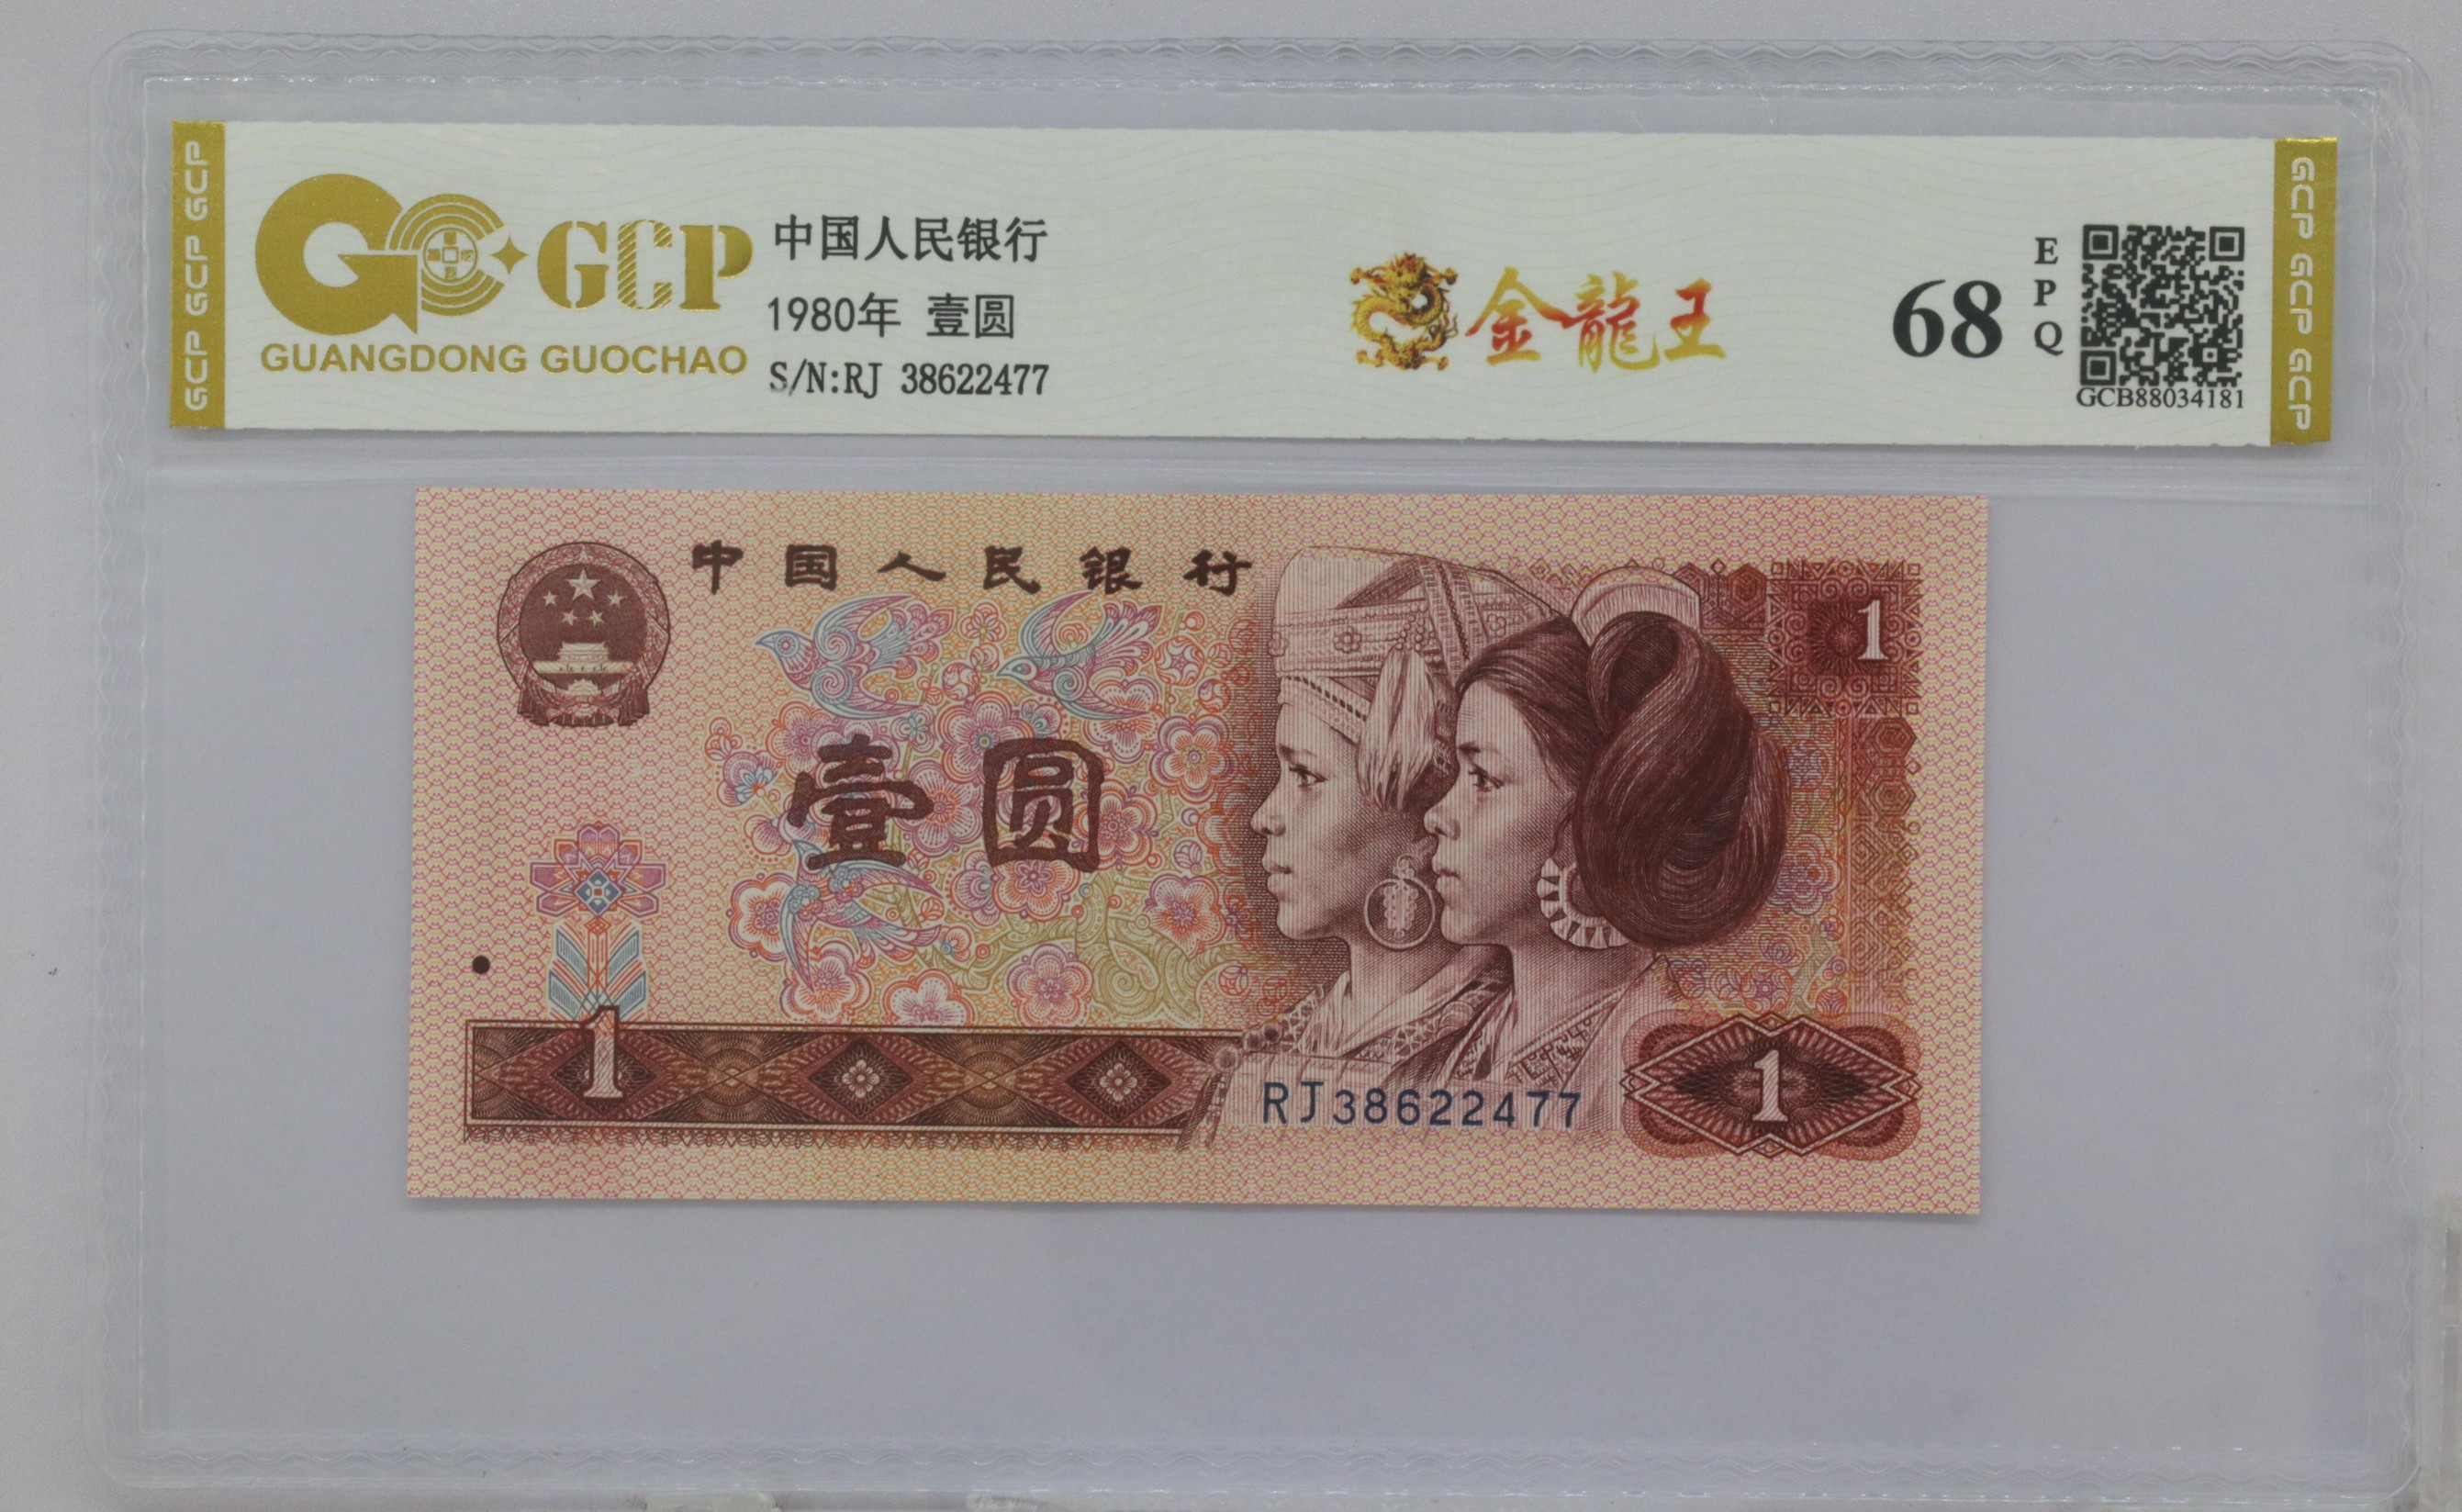 GCP GCP GCP
GCP
GUANGDONG GUOCHAO
中国人民银行
1980年 壹圆
S/N:RJ 38622477
金龍王
68
EPQ
GCB88034181
GCP GCP GCP
中国人民银行
1
壹圆
1
RJ38622477
1